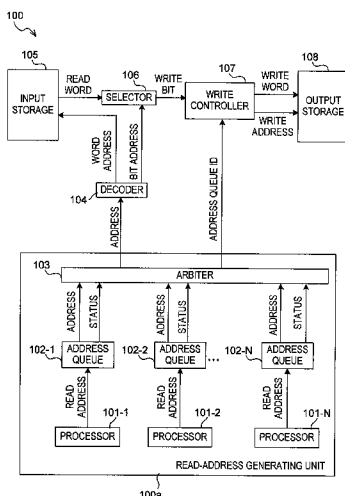 100
105
INPUT
STORAGE
READ
WORD
106
SELECTOR
WRITE
BIT
107
WRITE
CONTROLLER
WRITE
WORD
WRITE
ADDRESS
108
OUTPUT
STORAGE
WORD
ADDRESS
BIT ADDRESS
DECODER
104
ADDRESS
ADDRESS QUEUE ID
103
ARBITER
ADDRESS
STATUS
ADDRESS
STATUS
ADDRESS
STATUS
102-1
ADDRESS
QUEUE
102-2
ADDRESS
QUEUE
...
102-N
ADDRESS
QUEUE
READ
ADDRESS
READ
ADDRESS
READ
ADDRESS
101-1
PROCESSOR
101-2
PROCESSOR
101-N
PROCESSOR
READ-ADDRESS GENERATING UNIT
100a